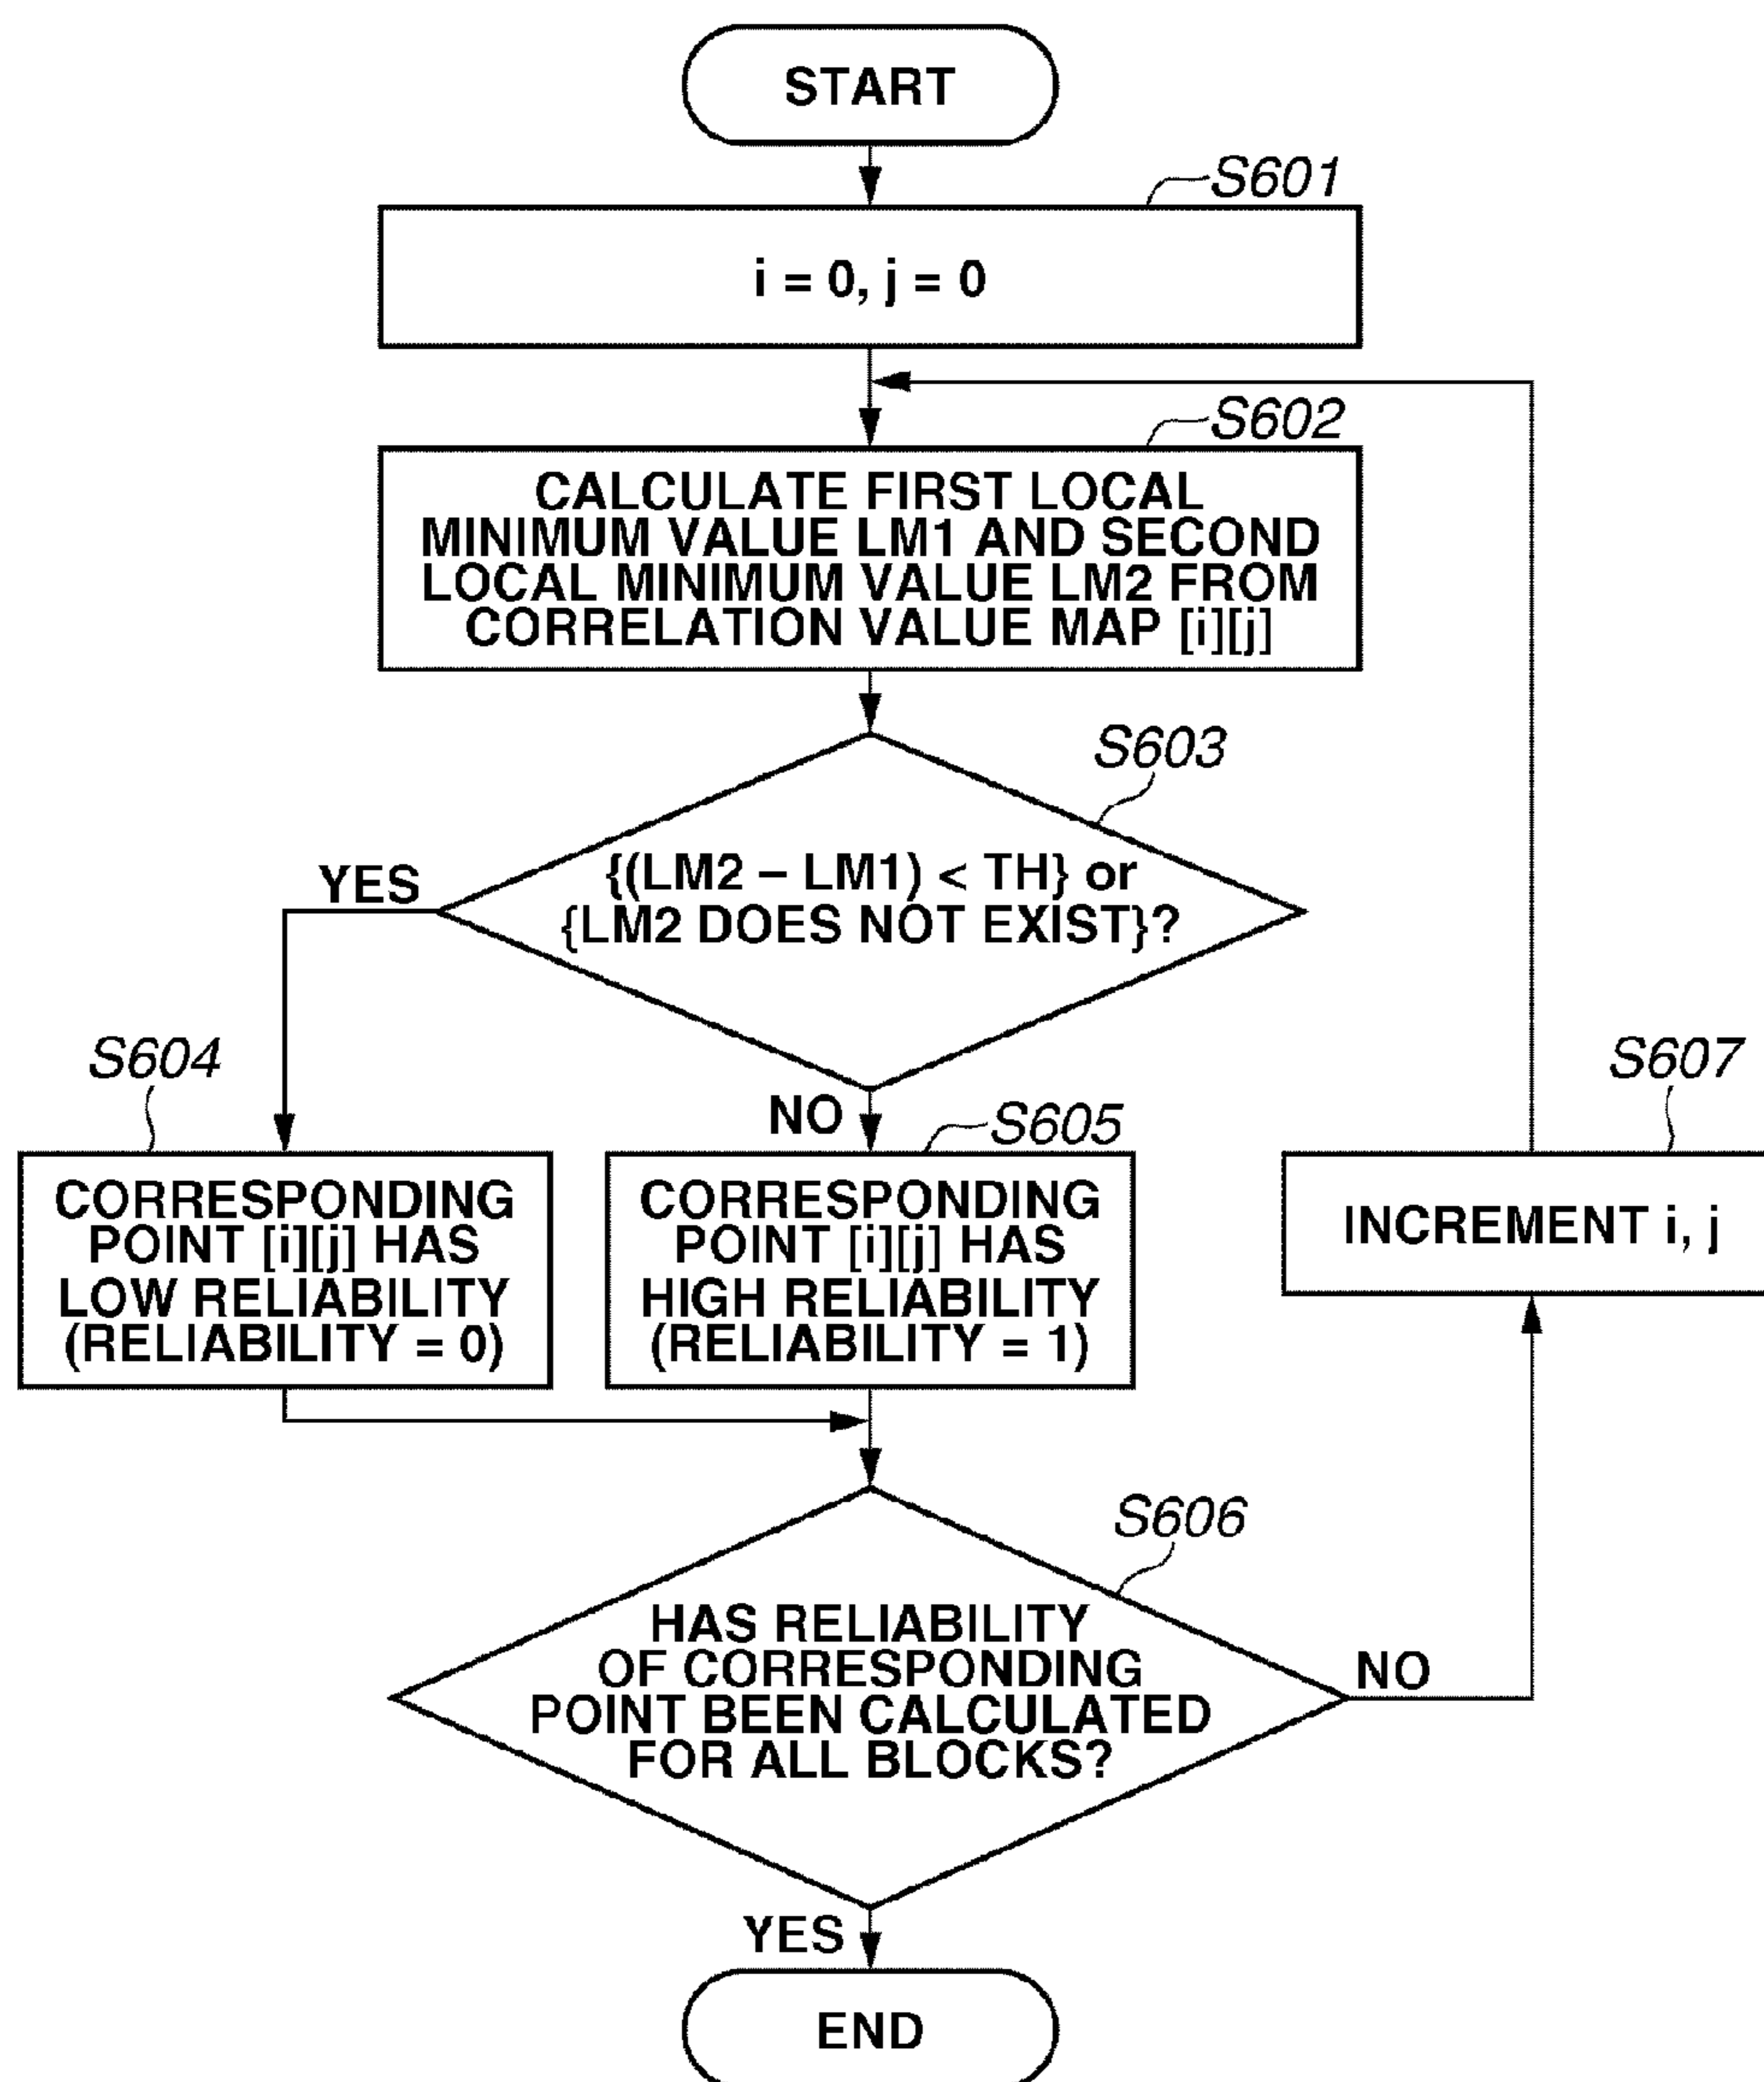 START
S601
i = 0, j = 0
S602
CALCULATE FIRST LOCAL
MINIMUM VALUE LM1 AND SECOND
LOCAL MINIMUM VALUE LM2 FROM
CORRELATION VALUE MAP [i][j]
S603
{(LM2 – LM1) < TH} or
{LM2 DOES NOT EXIST}?
YES
NO
S604
CORRESPONDING
POINT [i][j] HAS
LOW RELIABILITY
(RELIABILITY = 0)
S605
CORRESPONDING
POINT [i][j] HAS
HIGH RELIABILITY
(RELIABILITY = 1)
S607
INCREMENT i, j
S606
HAS RELIABILITY
OF CORRESPONDING
POINT BEEN CALCULATED
FOR ALL BLOCKS?
NO
YES
END